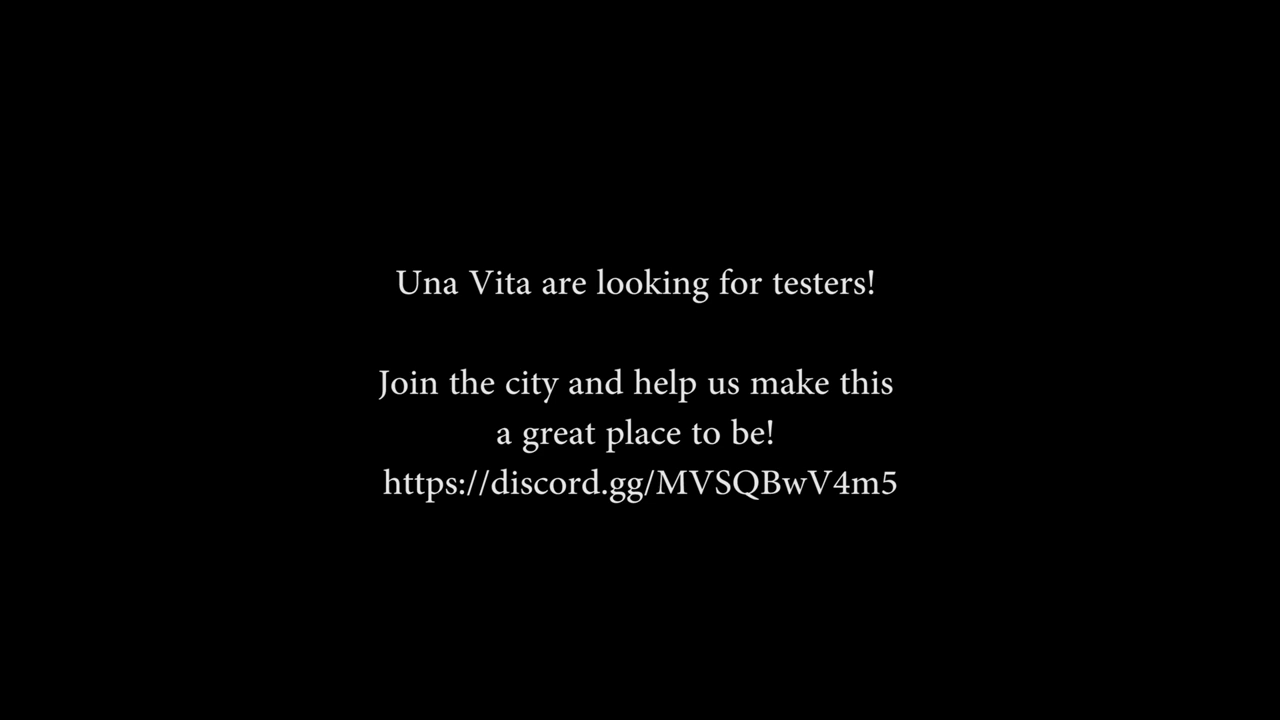 Una Vita are looking for testers!
Join the city and help us make this
a great place to be!
https://discord.gg/MVSQBwV4m5